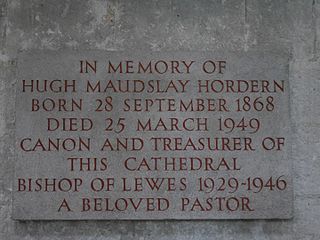 IN MEMORY OF
HUGH MAUDSLAY HORDERN
BORN 28 SEPTEMBER 1868
DIED 25 MARCH 1949
CANON AND TREASURER OF
THIS CATHEDRAL
BISHOP OF LEWES 1929-1946
A BELOVED PASTOR